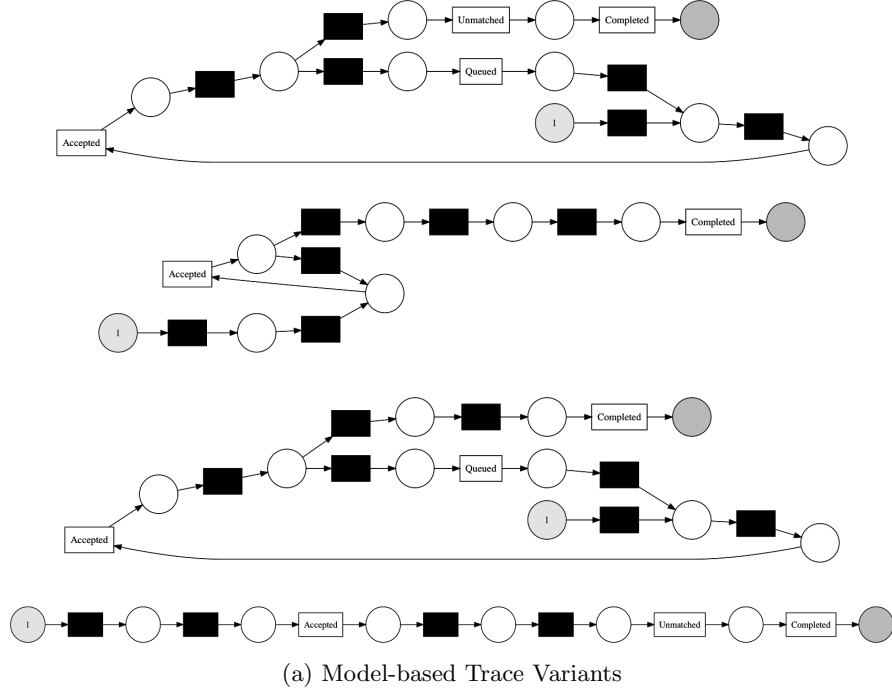 Unmatched Completed
Queued
1
Accepted
Completed
Accepted
1
Completed
Queued
1
Accepted
1 Accepted Unmatched Completed
(a) Model-based Trace Variants